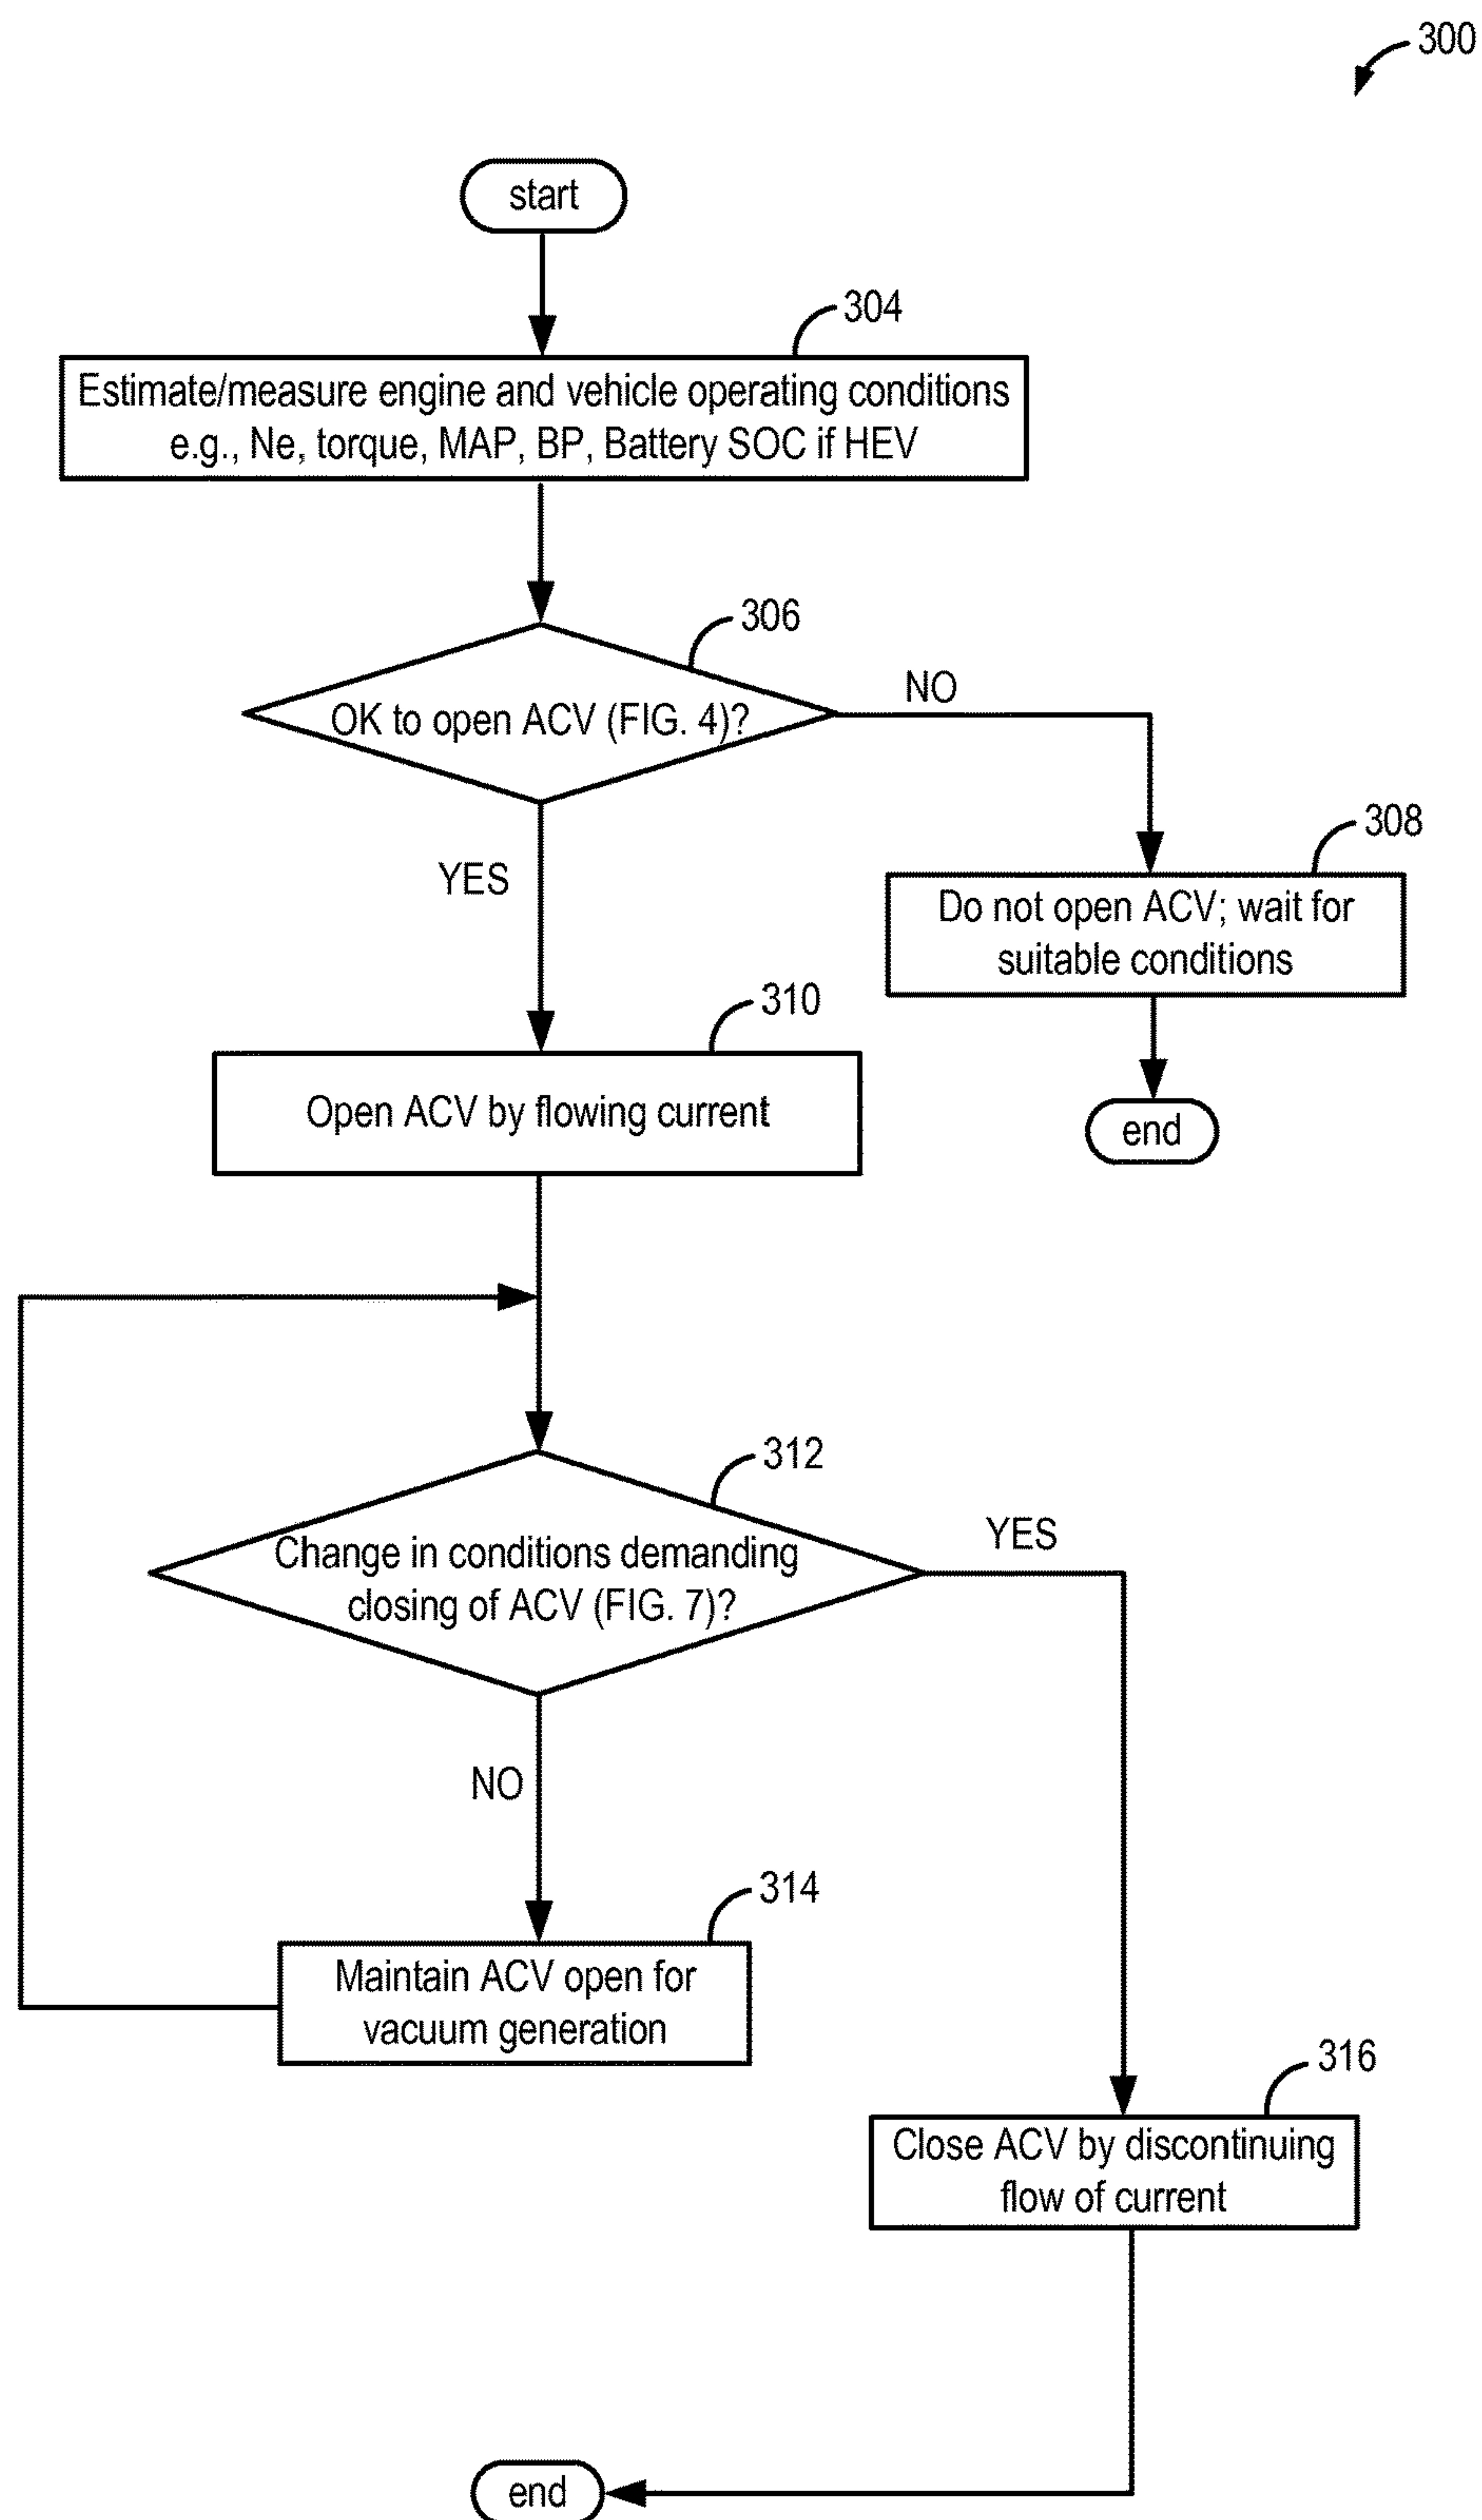 300
start
304
Estimate/measure engine and vehicle operating conditions
e.g., Ne, torque, MAP, BP, Battery SOC if HEV
306
OK to open ACV (FIG. 4)?
NO
YES
308
Do not open ACV; wait for
suitable conditions
end
310
Open ACV by flowing current
312
Change in conditions demanding
closing of ACV (FIG. 7)?
YES
NO
314
Maintain ACV open for
vacuum generation
316
Close ACV by discontinuing
flow of current
end